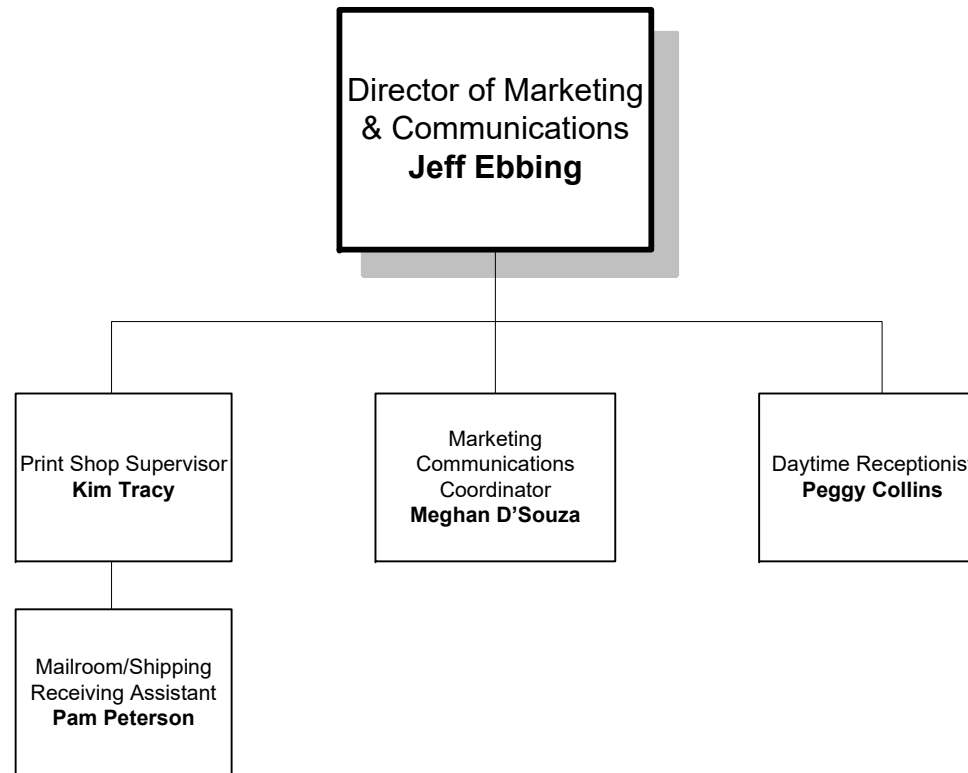 Director of Marketing
& Communications
Jeff Ebbing
Print Shop Supervisor
Kim Tracy
Marketing
Communications
Coordinator
Meghan D’Souza
Daytime Receptionis
Peggy Collins
Mailroom/Shipping
Receiving Assistant
Pam Peterson